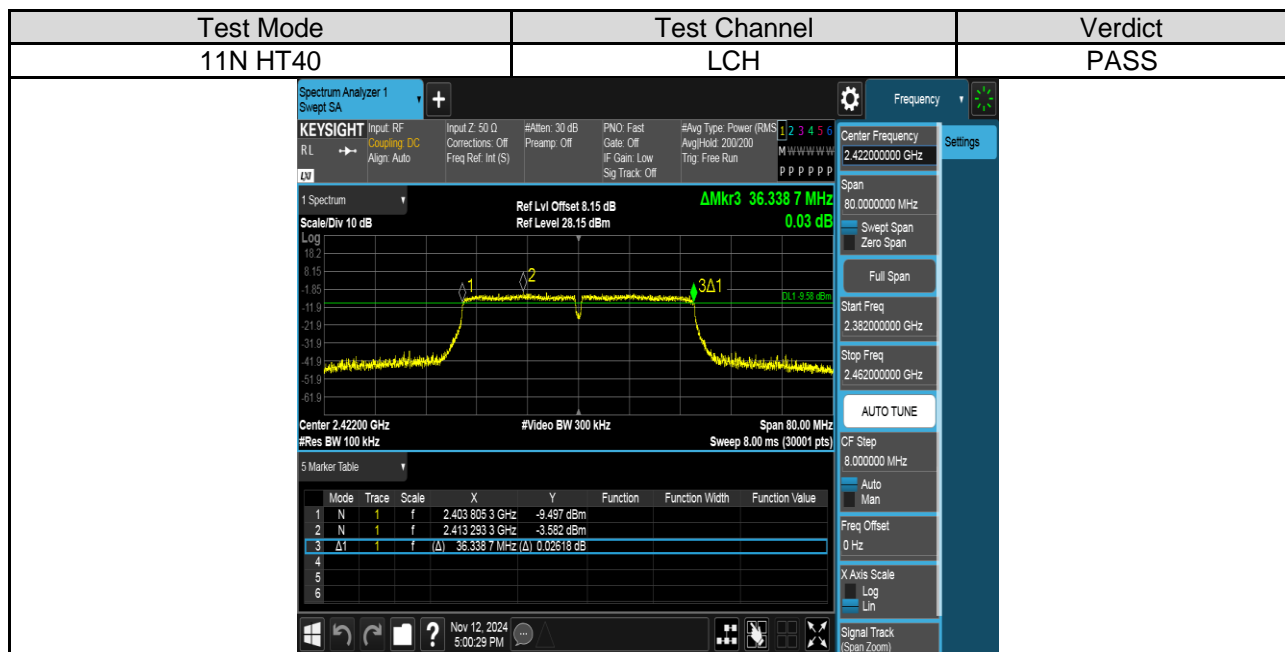 Test Mode Test Channel Verdict
11N HT40 LCH PASS
Spectrum Analyzer 1
Swept SA
+
Frequency
KEYSIGHT
RL
LXI
Input: RF
Coupling: DC
Align: Auto
Input Z: 50 Ω
Corrections: Off
Freq Ref: Int (S)
#Atten: 30 dB
Preamp: Off
PNO: Fast
Gate: Off
IF Gain: Low
Sig Track: Off
#Avg Type: Power (RMS
Avg|Hold: 200/200
Trig: Free Run
1 2 3 4 5 6
M W W W W W
P P P P P P
1 Spectrum
Scale/Div 10 dB
Ref Lvl Offset 8.15 dB
Ref Level 28.15 dBm
ΔMkr3 36.338 7 MHz
0.03 dB
Log
18.2
8.15
-1.85
-11.9
-21.9
-31.9
-41.9
-51.9
-61.9
1
2
3Δ1
DL1 -9.58 dBm
Center 2.42200 GHz
#Res BW 100 kHz
#Video BW 300 kHz
Span 80.00 MHz
Sweep 8.00 ms (30001 pts)
5 Marker Table
Mode Trace Scale X Y Function Function Width Function Value
1 N 1 f 2.403 805 3 GHz -9.497 dBm
2 N 1 f 2.413 293 3 GHz -3.582 dBm
3 Δ1 1 f (Δ) 36.338 7 MHz (Δ) 0.02618 dB
4
5
6
Nov 12, 2024
5:00:29 PM
Center Frequency
2.422000000 GHz
Settings
Span
80.0000000 MHz
Swept Span
Zero Span
Full Span
Start Freq
2.382000000 GHz
Stop Freq
2.462000000 GHz
AUTO TUNE
CF Step
8.000000 MHz
Auto
Man
Freq Offset
0 Hz
X Axis Scale
Log
Lin
Signal Track
(Span Zoom)